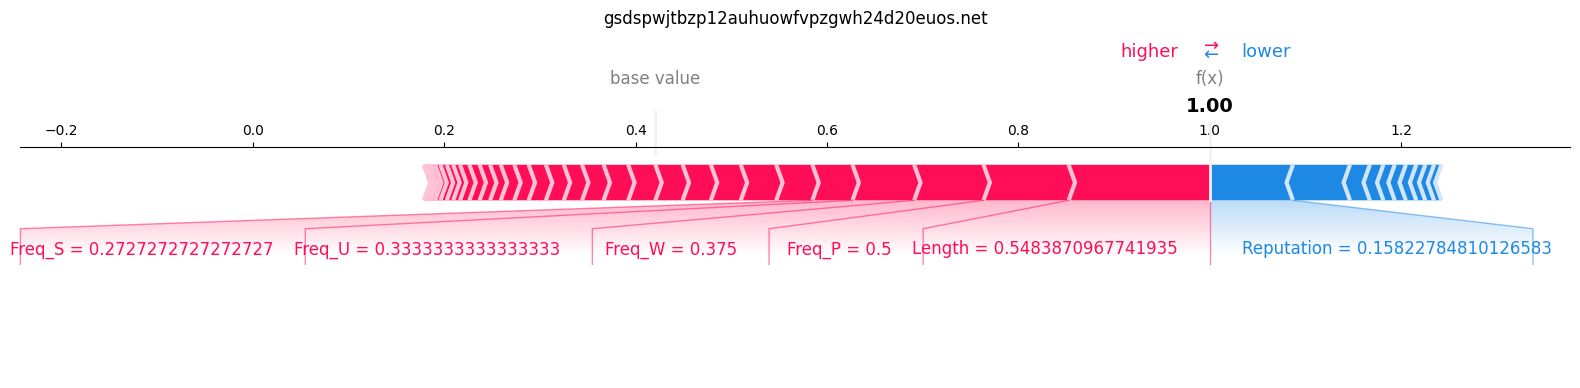 gsdspwjtbzp12auhuowfvpzgwh24d20euos.net
higher ⇄ lower
base value f(x)
1.00
−0.2 0.0 0.2 0.4 0.6 0.8 1.0 1.2
Freq_S = 0.2727272727272727 Freq_U = 0.3333333333333333 Freq_W = 0.375 Freq_P = 0.5 Length = 0.5483870967741935 Reputation = 0.15822784810126583